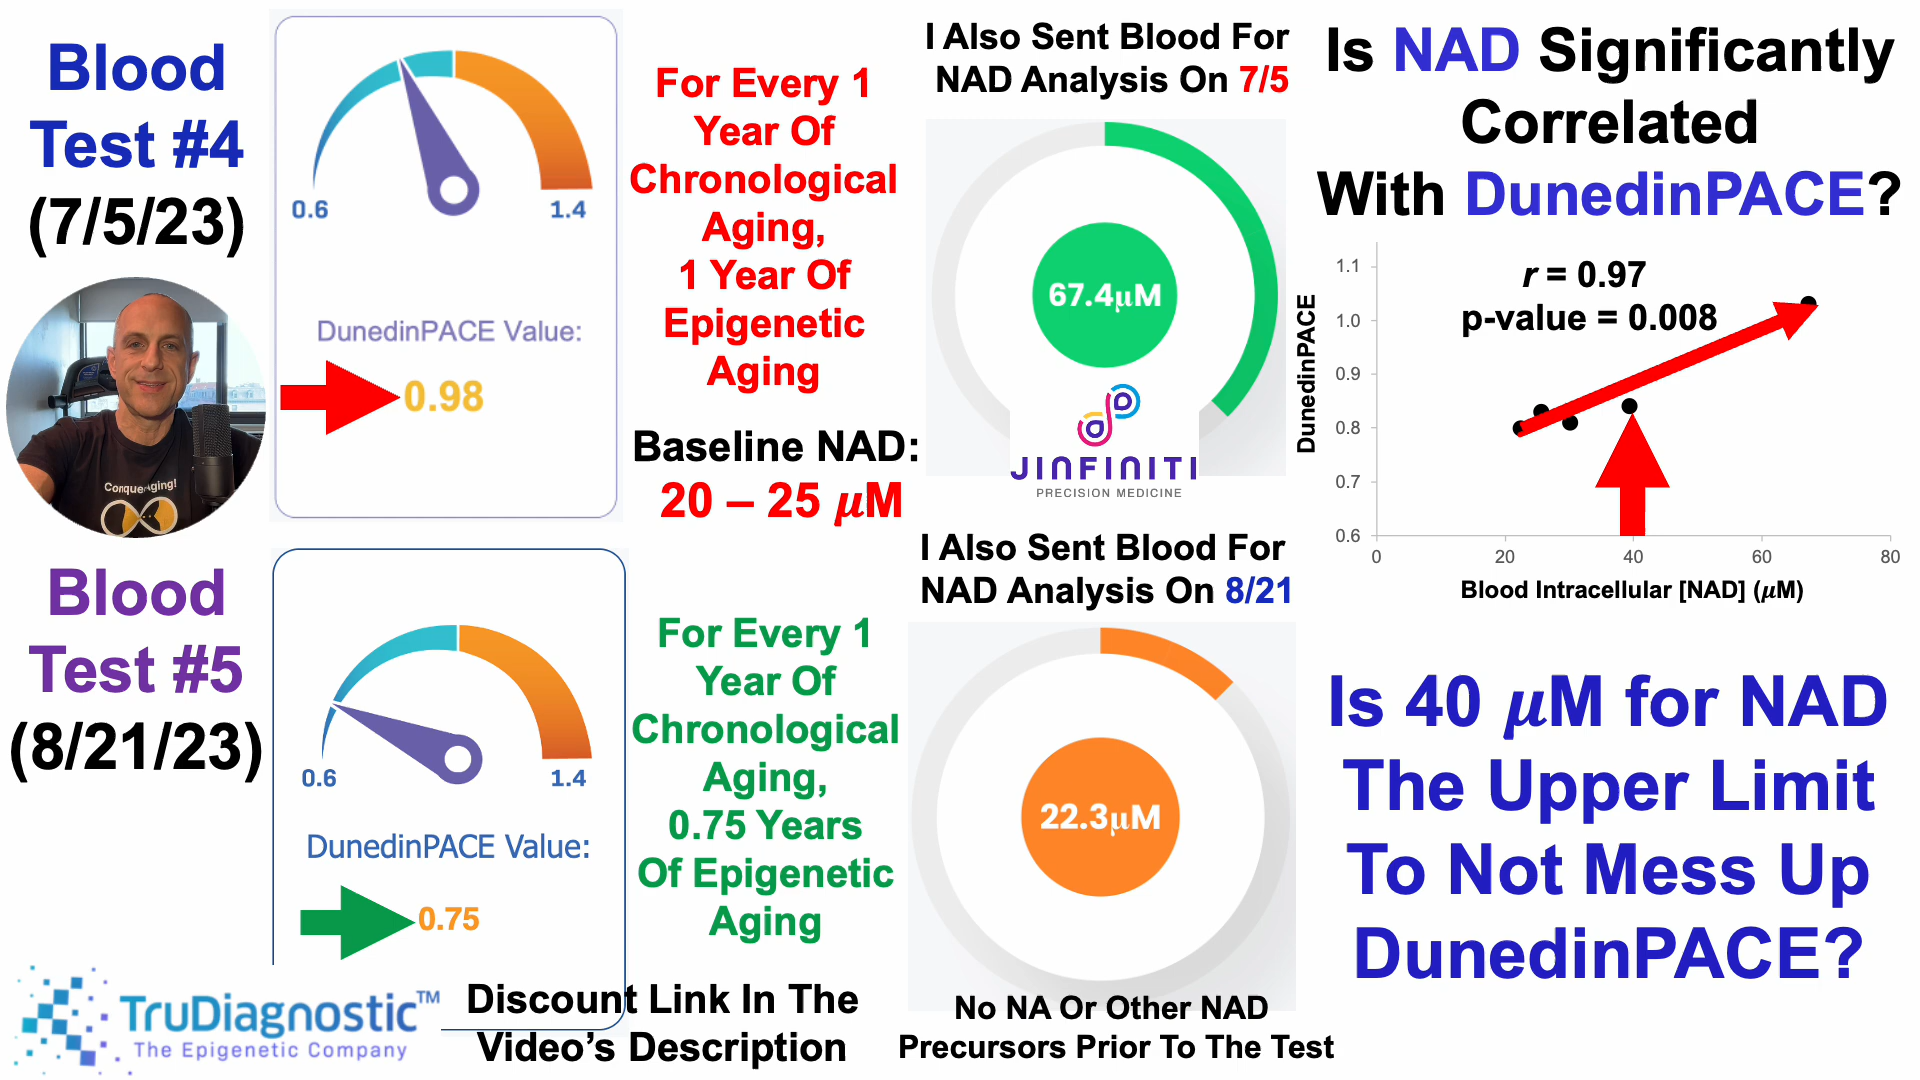 Blood
Test #4
(7/5/23)
0.6
1.4
DunedinPACE Value:
0.98
For Every 1
Year Of
Chronological
Aging,
1 Year Of
Epigenetic
Aging
Baseline NAD:
20 – 25 μM
I Also Sent Blood For
NAD Analysis On 7/5
67.4μM
JINFINITI
PRECISION MEDICINE
Is NAD Significantly
Correlated
With DunedinPACE?
r = 0.97
p-value = 0.008
DunedinPACE
1.1
1.0
0.9
0.8
0.7
0.6
0
20
40
60
80
Blood Intracellular [NAD] (μM)
ConquerAging!
Blood
Test #5
(8/21/23)
0.6
1.4
DunedinPACE Value:
0.75
For Every 1
Year Of
Chronological
Aging,
0.75 Years
Of Epigenetic
Aging
I Also Sent Blood For
NAD Analysis On 8/21
22.3μM
No NA Or Other NAD
Precursors Prior To The Test
Is 40 μM for NAD
The Upper Limit
To Not Mess Up
DunedinPACE?
TruDiagnostic™
The Epigenetic Company
Discount Link In The
Video's Description